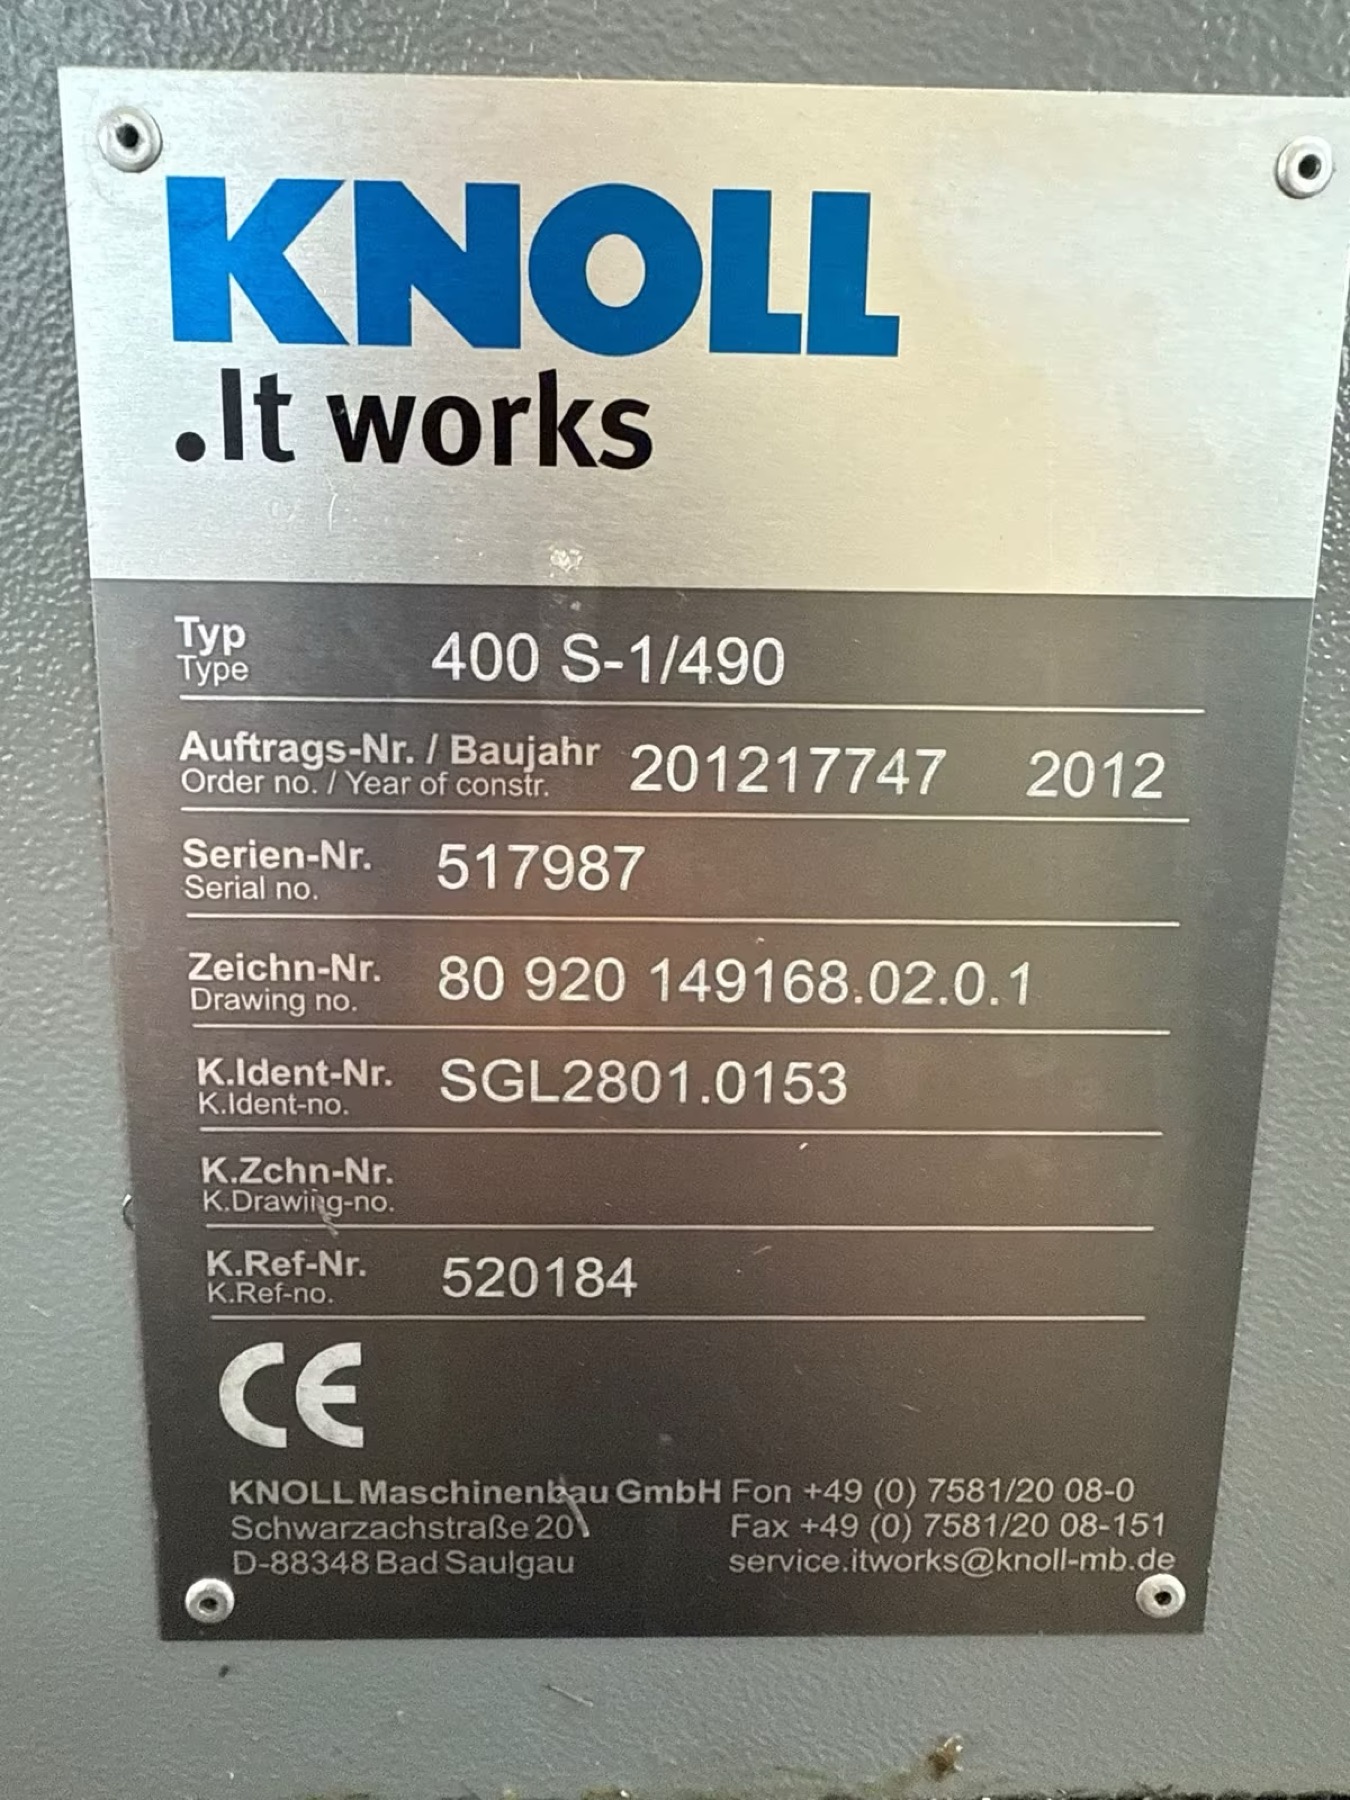 KNOLL
.It works
Typ 400 S-1/490
Type
Auftrags-Nr. / Baujahr 201217747 2012
Order no. / Year of constr.
Serien-Nr. 517987
Serial no.
Zeichn-Nr. 80 920 149168.02.0.1
Drawing no.
K.Ident-Nr. SGL2801.0153
K.Ident-no.
K.Zchn-Nr.
K.Drawing-no.
K.Ref-Nr. 520184
K.Ref-no.
CE
KNOLL Maschinenbau GmbH Fon +49 (0) 7581/20 08-0
Schwarzachstraße 20 Fax +49 (0) 7581/20 08-151
D-88348 Bad Saulgau service.itworks@knoll-mb.de